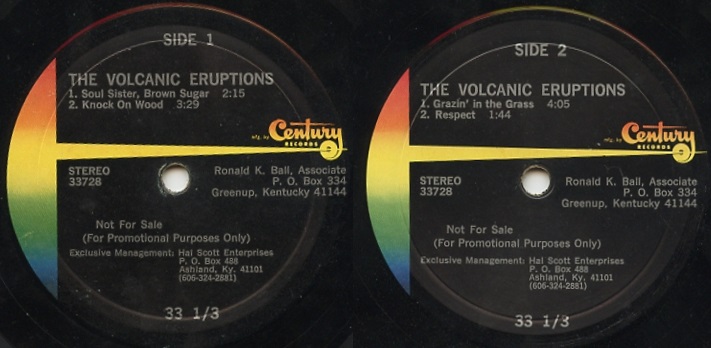 SIDE 1
THE VOLCANIC ERUPTIONS
1. Soul Sister, Brown Sugar 2:15
2. Knock On Wood 3:29
mfg. by Century
RECORDS
STEREO
33728
Ronald K. Ball, Associate
P. O. Box 334
Greenup, Kentucky 41144
Not For Sale
(For Promotional Purposes Only)
Exclusive Management: Hal Scott Enterprises
P. O. Box 488
Ashland, Ky. 41101
(606-324-2881)
33 1/3
SIDE 2
THE VOLCANIC ERUPTIONS
1. Grazin' in the Grass 4:05
2. Respect 1:44
mfg. by Century
RECORDS
STEREO
33728
Ronald K. Ball, Associate
P. O. Box 334
Greenup, Kentucky 41144
Not For Sale
(For Promotional Purposes Only)
Exclusive Management: Hal Scott Enterprises
P. O. Box 488
Ashland, Ky. 41101
(606-324-2881)
33 1/3